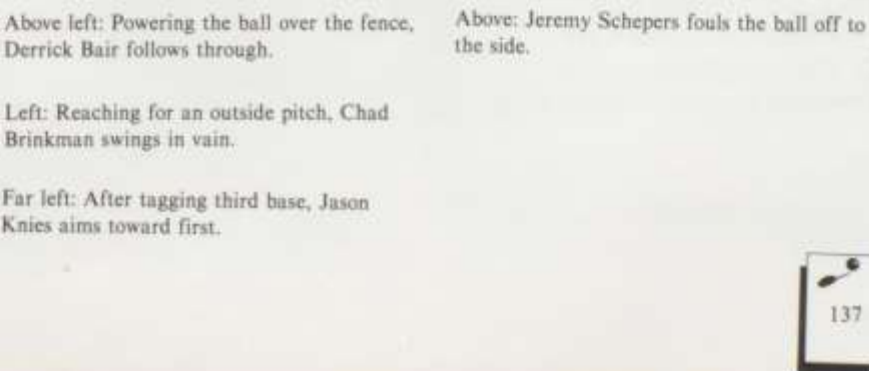 Above left: Powering the ball over the fence,
Derrick Bair follows through.
Left: Reaching for an outside pitch, Chad
Brinkman swings in vain.
Far left: After tagging third base, Jason
Knies aims toward first.
Above: Jeremy Schepers fouls the ball off to
the side.
137